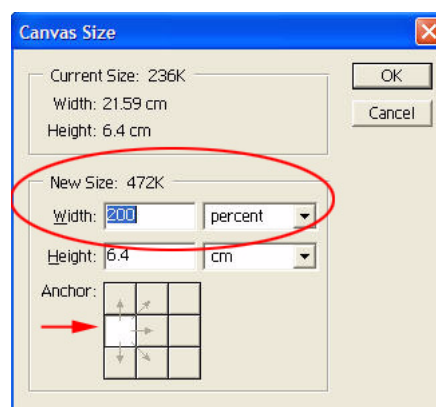 Canvas Size
Current Size: 236K
OK
Width: 21.59 cm
Cancel
Height: 6.4 cm
New Size: 472K
Width: 200 percent
Height: 6.4 cm
Anchor: